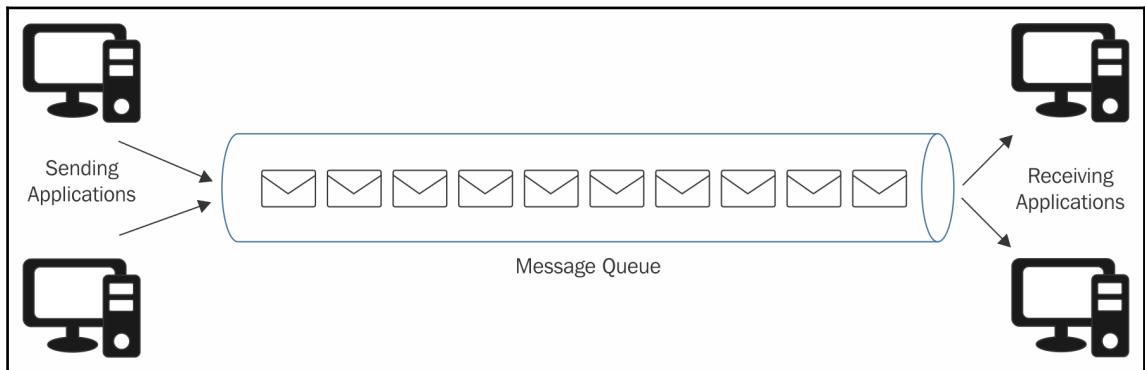 Sending
Applications
Receiving
Applications
Message Queue